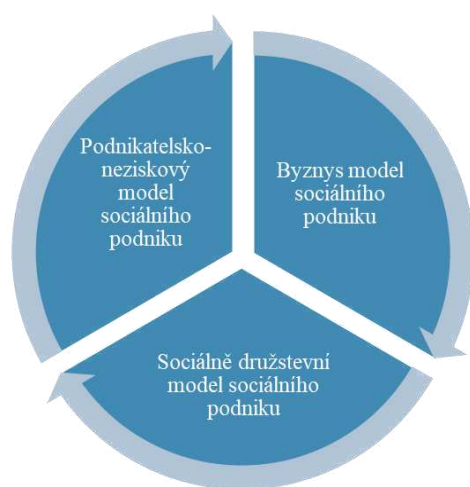 Podnikatelsko-
neziskový
model
sociálního
podniku
Byznys model
sociálního
podniku
Sociálně družstevní
model sociálního
podniku